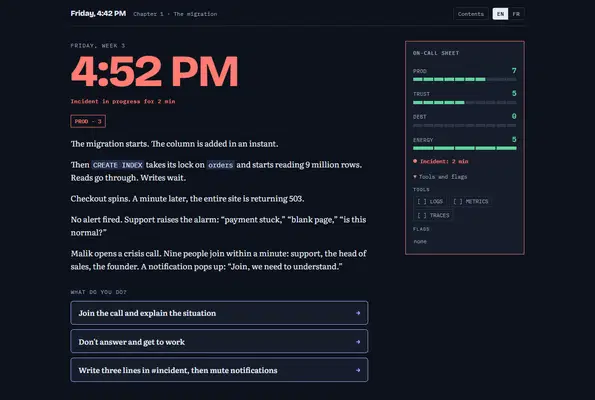 Friday, 4:42 PM Chapter 1 · The migration
Contents EN FR
FRIDAY, WEEK 3
4:52 PM
Incident in progress for 2 min
PROD − 3
The migration starts. The column is added in an instant.
Then CREATE INDEX takes its lock on orders and starts reading 9 million rows.
Reads go through. Writes wait.
Checkout spins. A minute later, the entire site is returning 503.
No alert fired. Support raises the alarm: “payment stuck,” “blank page,” “is this
normal?”
Malik opens a crisis call. Nine people join within a minute: support, the head of
sales, the founder. A notification pops up: “Join, we need to understand.”
WHAT DO YOU DO?
Join the call and explain the situation →
Don't answer and get to work →
Write three lines in #incident, then mute notifications →
ON-CALL SHEET
PROD 7
TRUST 5
DEBT 0
ENERGY 5
Incident: 2 min
▼ Tools and flags
TOOLS
[ ] LOGS [ ] METRICS
[ ] TRACES
FLAGS
none